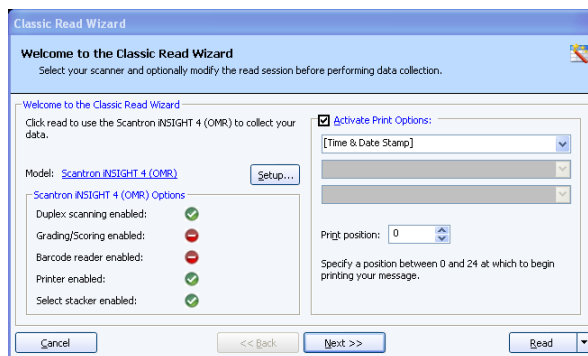 Classic Read Wizard
Welcome to the Classic Read Wizard
Select your scanner and optionally modify the read session before performing data collection.
Welcome to the Classic Read Wizard
Click read to use the Scantron iNSIGHT 4 (OMR) to collect your
data.
Model: Scantron iNSIGHT 4 (OMR)
Setup...
Scantron iNSIGHT 4 (OMR) Options
Duplex scanning enabled:
Grading/Scoring enabled:
Barcode reader enabled:
Printer enabled:
Select stacker enabled:
Activate Print Options:
[Time & Date Stamp]
Print position: 0
Specify a position between 0 and 24 at which to begin
printing your message.
Cancel
<< Back
Next >>
Read